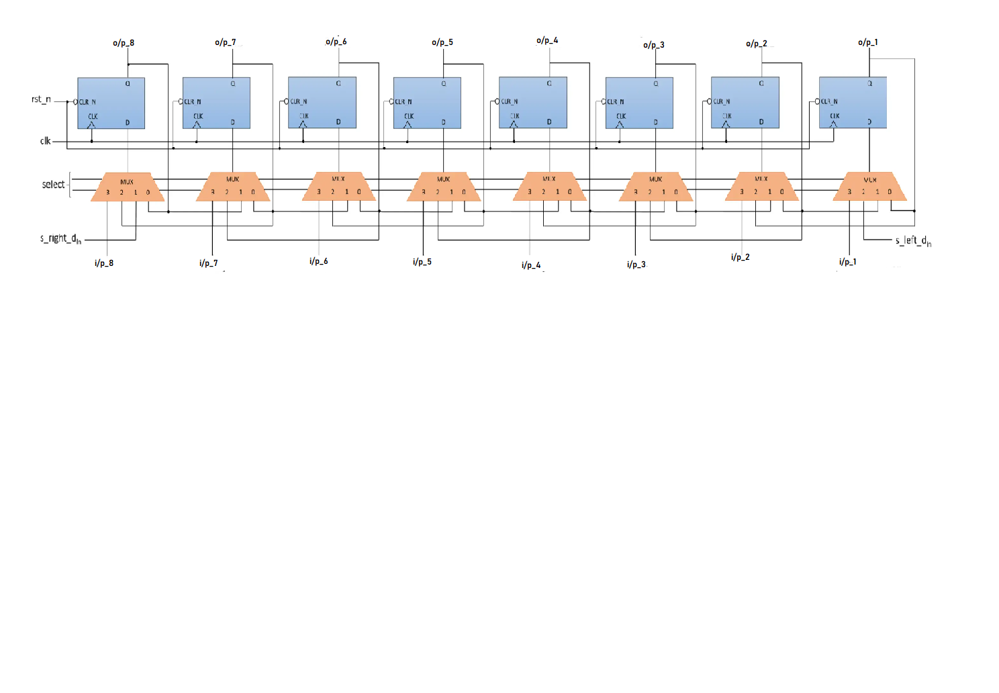 o/p_8 o/p_7 o/p_6 o/p_5 o/p_4 o/p_3 o/p_2 o/p_1
Q Q Q Q Q Q Q Q
rst_n CLR_N CLR_N CLR_N CLR_N CLR_N CLR_N CLR_N CLR_N
CLK CLK CLK CLK CLK CLK CLK CLK
D D D D D D D D
clk
select MUX MUX MUX MUX MUX MUX MUX MUX
3 2 1 0 3 2 1 0 3 2 1 0 3 2 1 0 3 2 1 0 3 2 1 0 3 2 1 0 3 2 1 0
s_right_din s_left_din
i/p_8 i/p_7 i/p_6 i/p_5 i/p_4 i/p_3 i/p_2 i/p_1